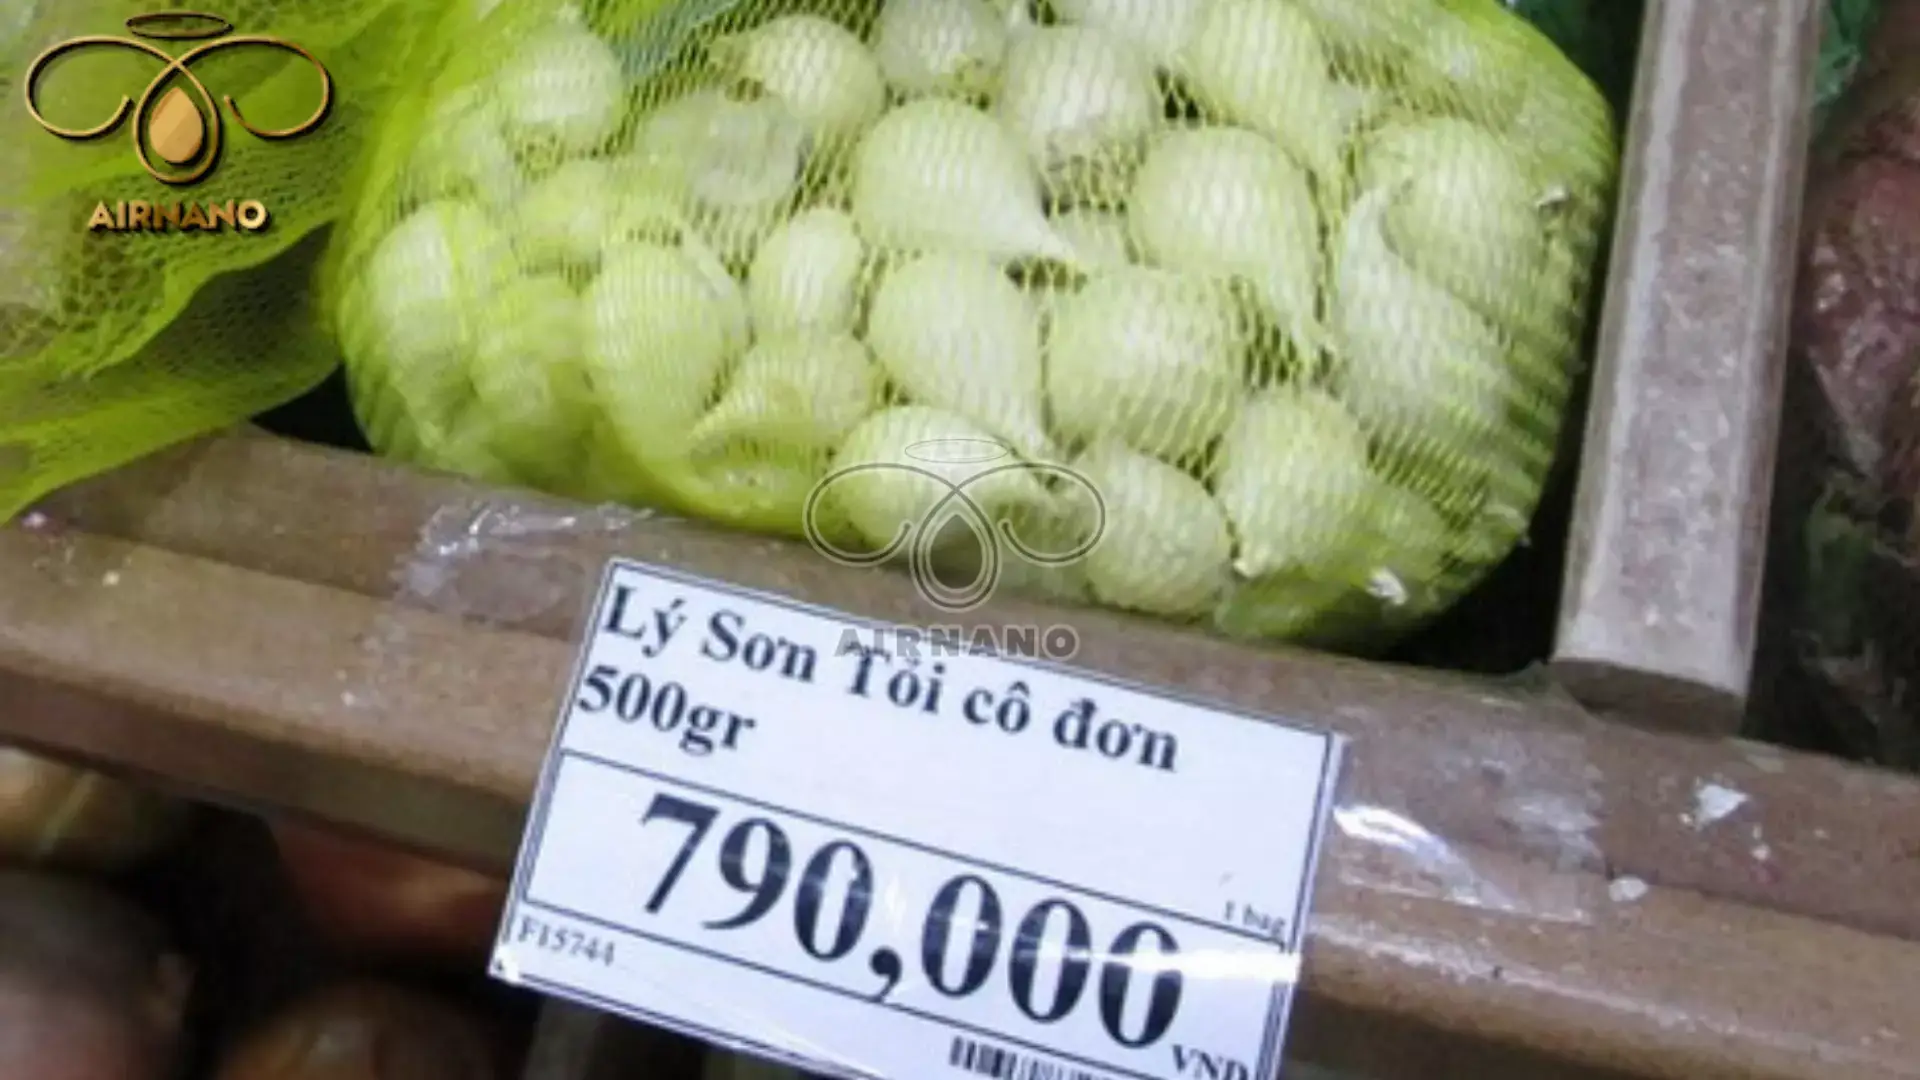 AIRNANO
AIRNANO
Lý Sơn Tỏi cô đơn
500gr
790,000
1 bag
F15744
VND